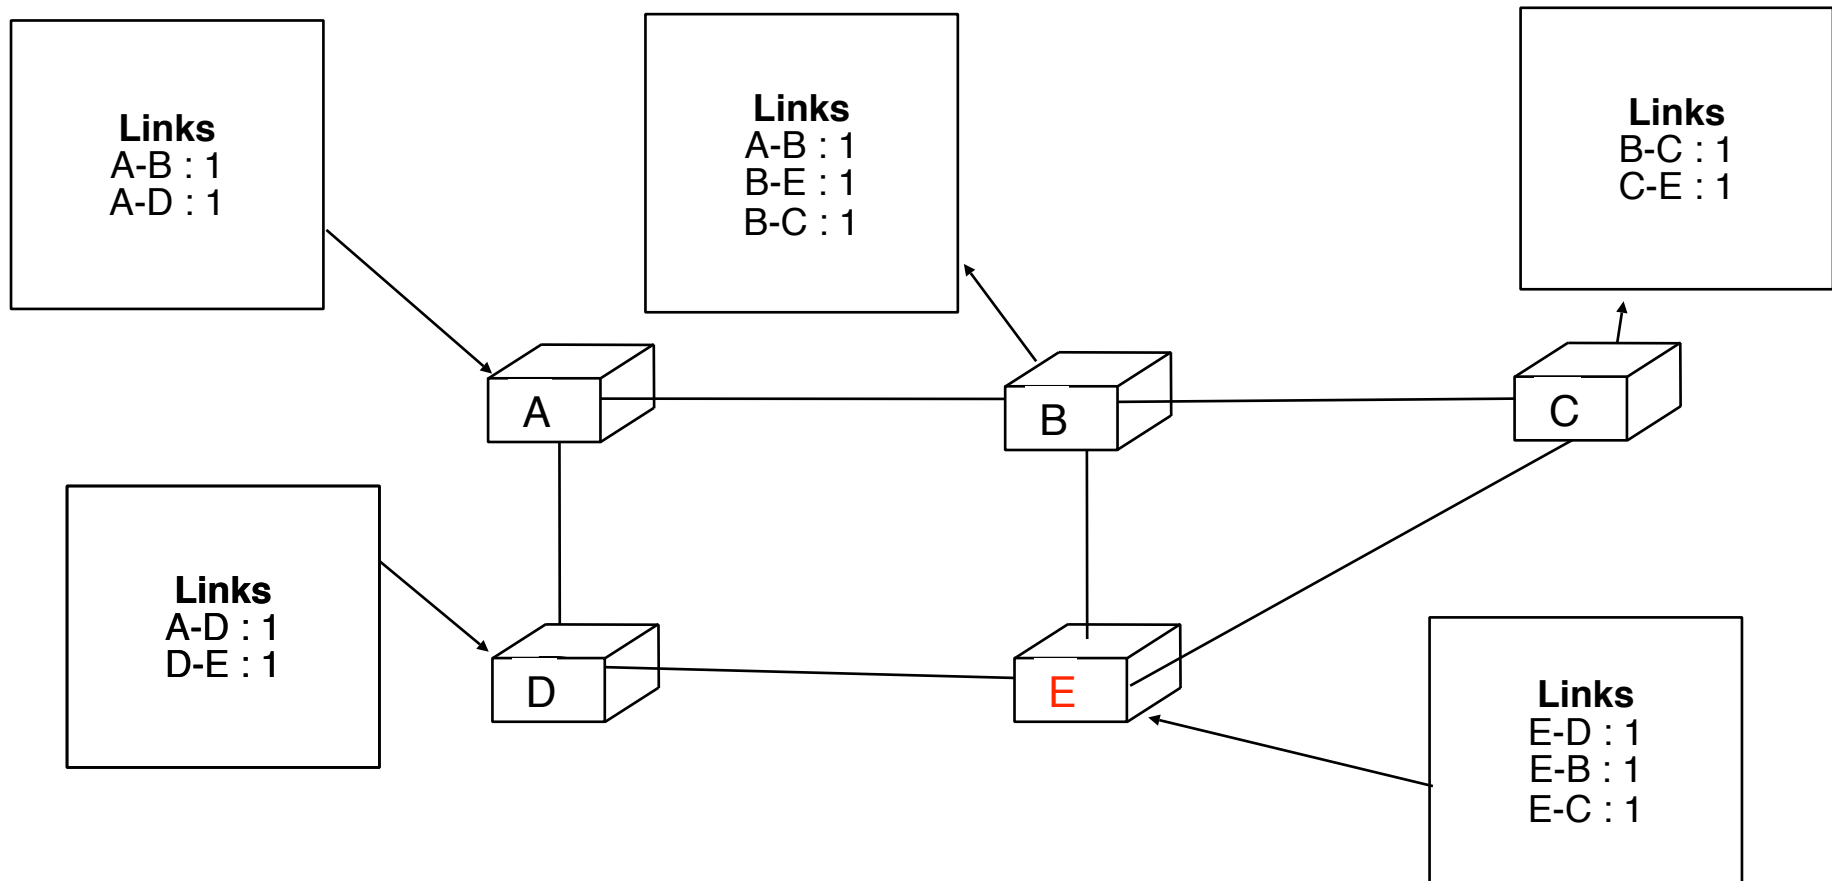 Links
A-B : 1
A-D : 1
Links
A-B : 1
B-E : 1
B-C : 1
Links
B-C : 1
C-E : 1
A
B
C
Links
A-D : 1
D-E : 1
D
E
Links
E-D : 1
E-B : 1
E-C : 1